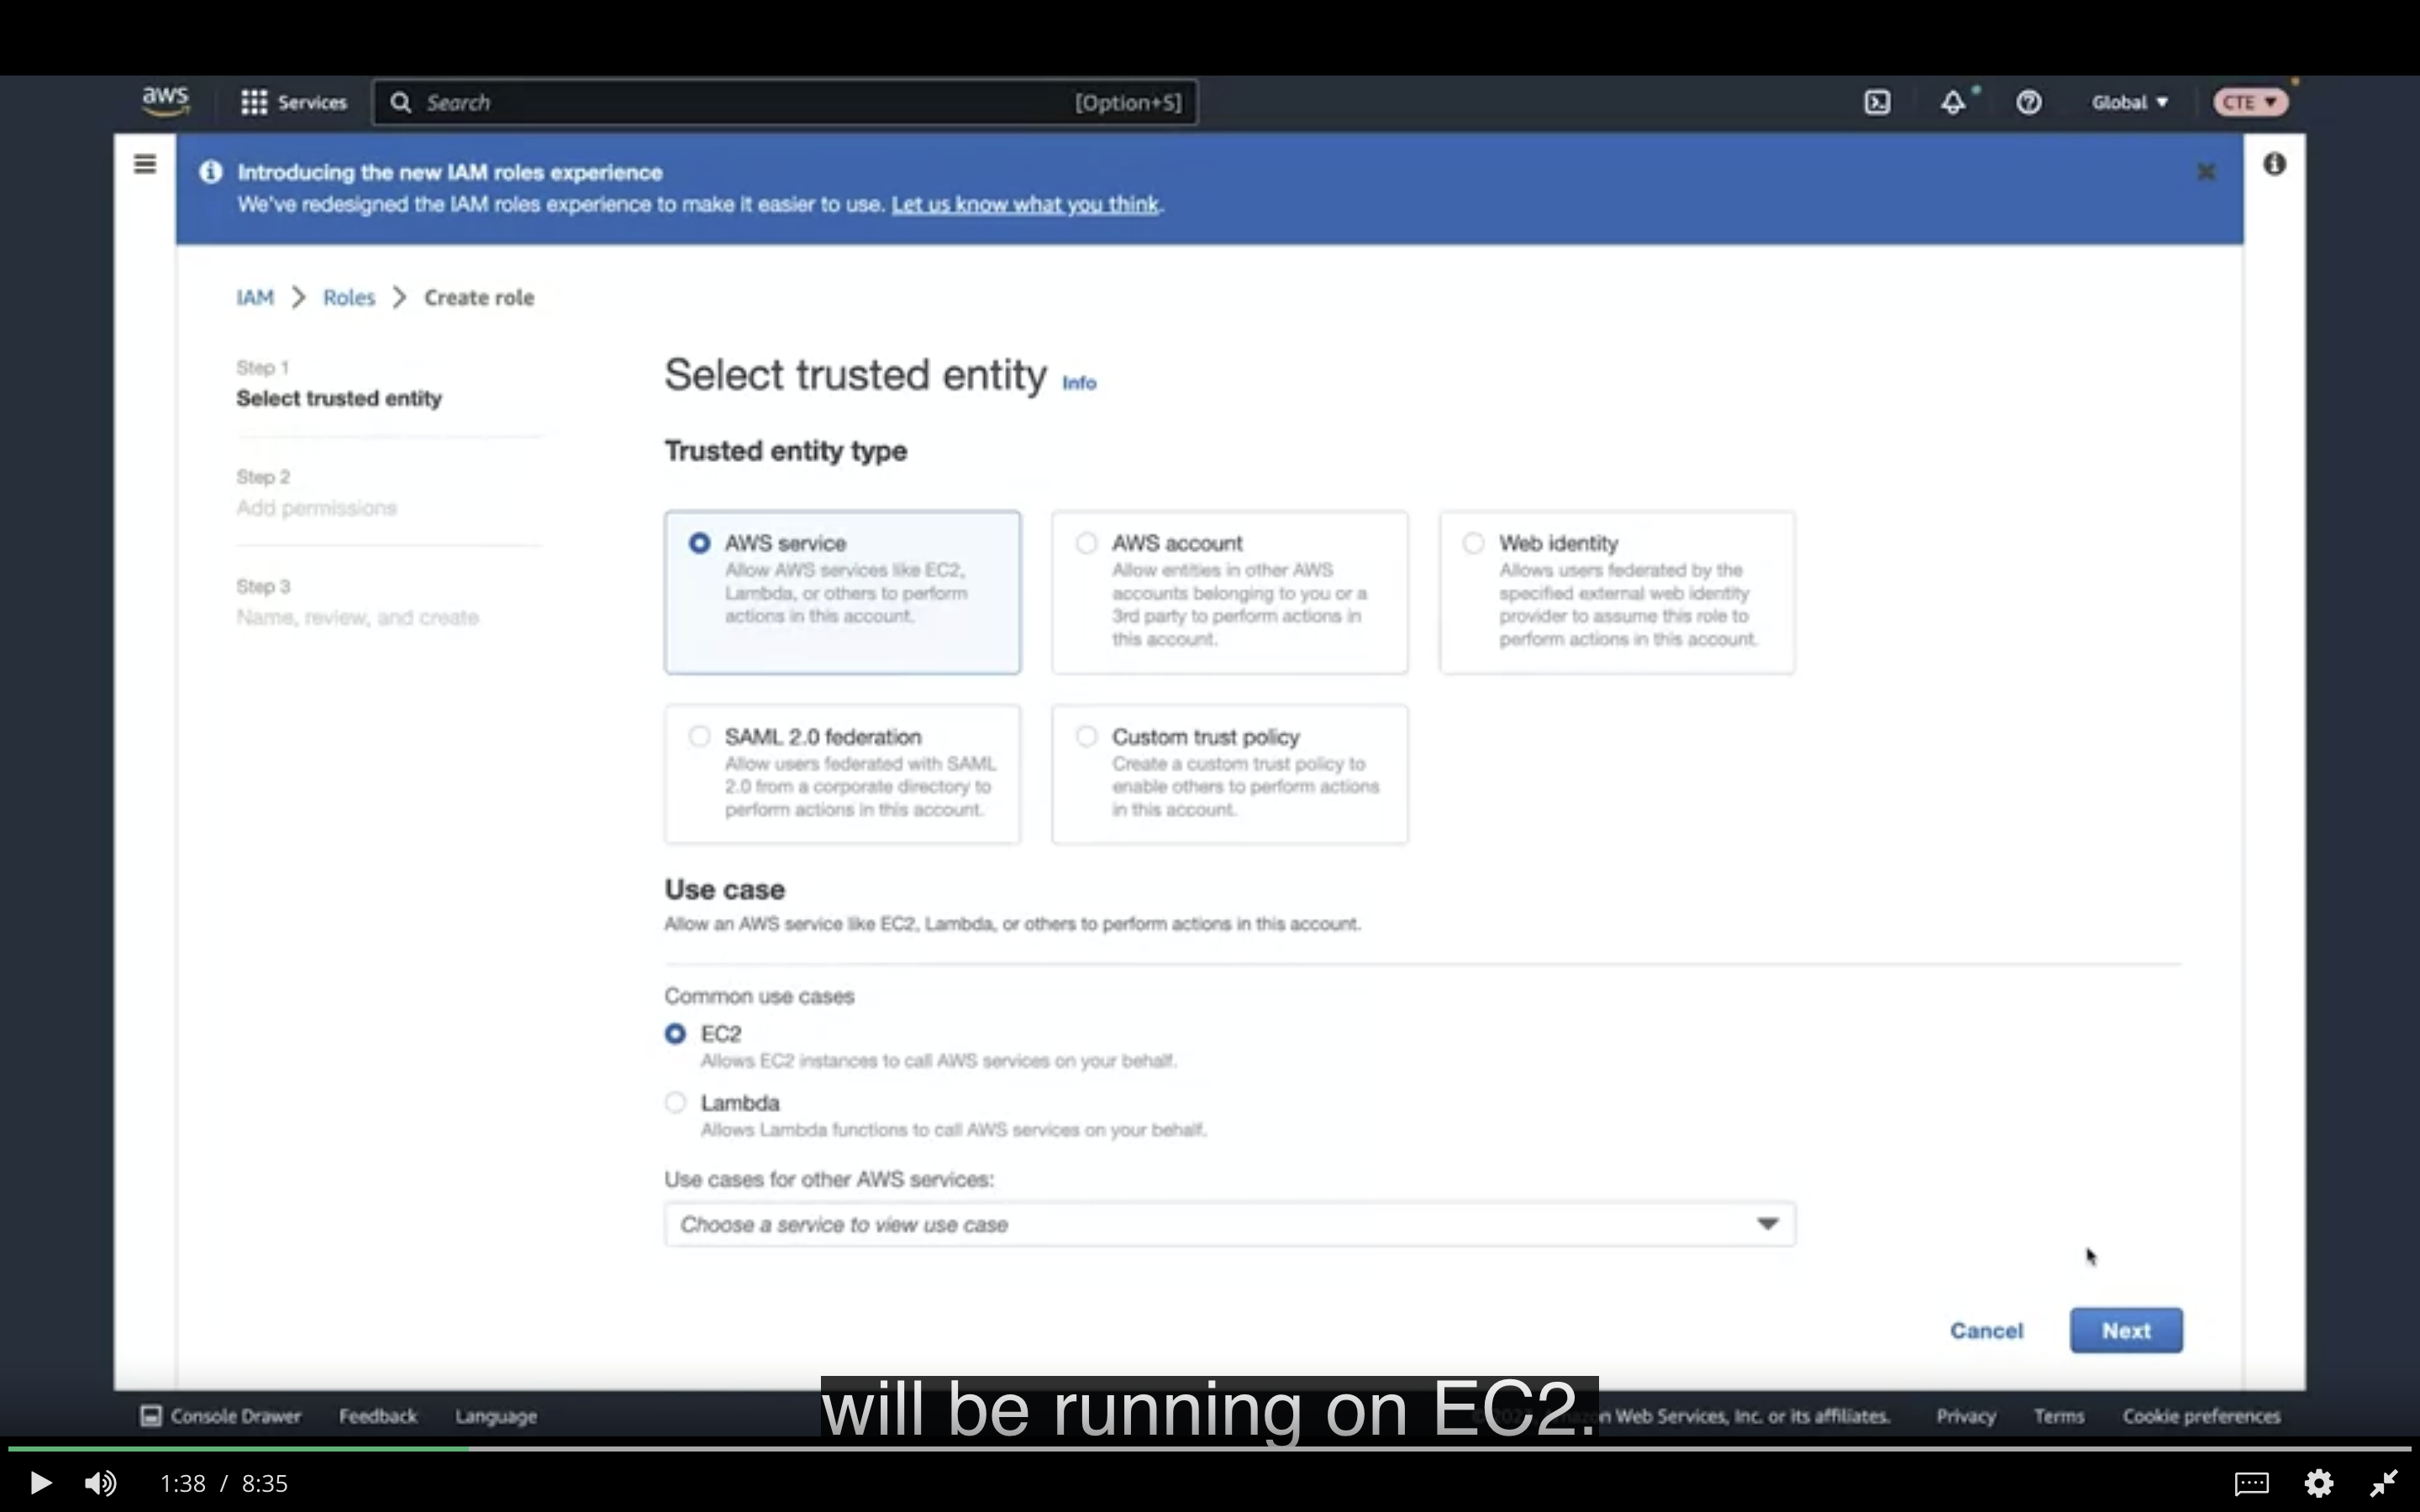 aws
Services
Search
[Option+S]
Global
CTE
Introducing the new IAM roles experience
We've redesigned the IAM roles experience to make it easier to use. Let us know what you think.
IAM > Roles > Create role
Step 1
Select trusted entity
Step 2
Add permissions
Step 3
Name, review, and create
Select trusted entity Info
Trusted entity type
AWS service
Allow AWS services like EC2,
Lambda, or others to perform
actions in this account.
AWS account
Allow entities in other AWS
accounts belonging to you or a
3rd party to perform actions in
this account.
Web identity
Allows users federated by the
specified external web identity
provider to assume this role to
perform actions in this account.
SAML 2.0 federation
Allow users federated with SAML
2.0 from a corporate directory to
perform actions in this account.
Custom trust policy
Create a custom trust policy to
enable others to perform actions
in this account.
Use case
Allow an AWS service like EC2, Lambda, or others to perform actions in this account.
Common use cases
EC2
Allows EC2 instances to call AWS services on your behalf.
Lambda
Allows Lambda functions to call AWS services on your behalf.
Use cases for other AWS services:
Choose a service to view use case
Cancel
Next
will be running on EC2.
Console Drawer
Feedback
Language
Web Services, Inc. or its affiliates.
Privacy
Terms
Cookie preferences
1:38 / 8:35